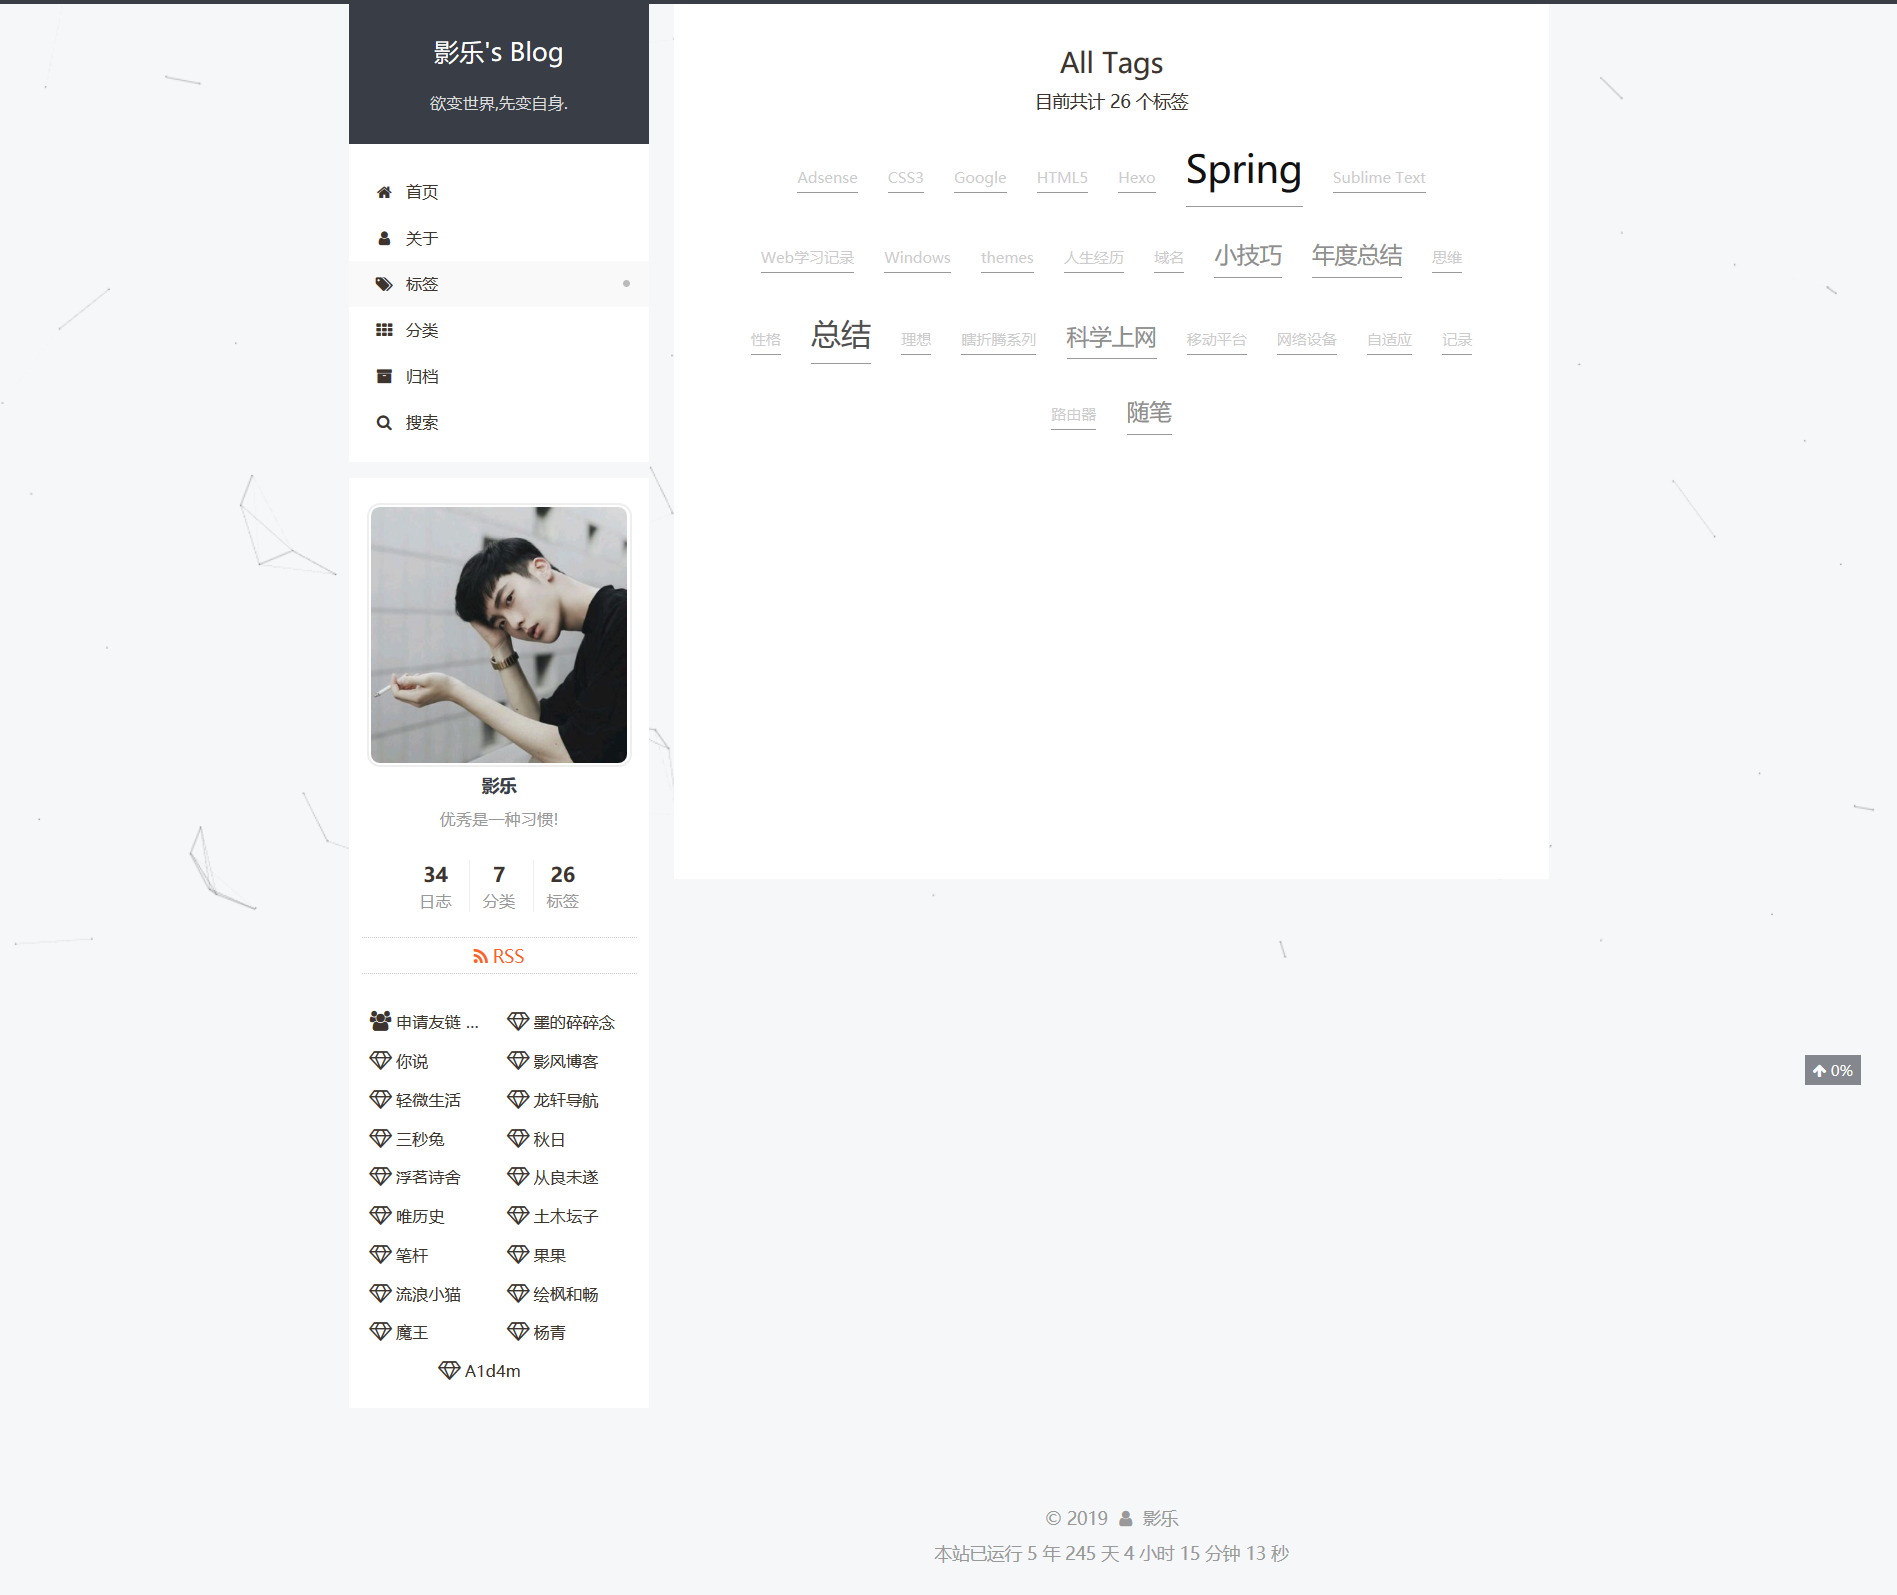 影乐's Blog
欲变世界,先变自身.
首页
关于
标签
分类
归档
搜索
影乐
优秀是一种习惯!
34 7 26
日志 分类 标签
RSS
申请友链 ... 墨的碎碎念
你说 影风博客
轻微生活 龙轩导航
三秒兔 秋日
浮茗诗舍 从良未遂
唯历史 土木坛子
笔杆 果果
流浪小猫 绘枫和畅
魔王 杨青
A1d4m
All Tags
目前共计 26 个标签
Adsense CSS3 Google HTML5 Hexo Spring Sublime Text
Web学习记录 Windows themes 人生经历 域名 小技巧 年度总结 思维
性格 总结 理想 瞎折腾系列 科学上网 移动平台 网络设备 自适应 记录
路由器 随笔
0%
© 2019 影乐
本站已运行 5 年 245 天 4 小时 15 分钟 13 秒